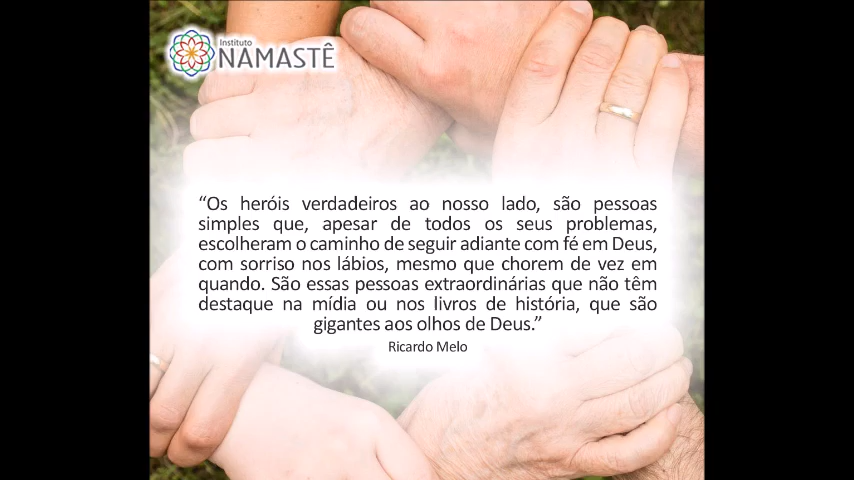 Instituto
NAMASTÊ
“Os heróis verdadeiros ao nosso lado, são pessoas
simples que, apesar de todos os seus problemas,
escolheram o caminho de seguir adiante com fé em Deus,
com sorriso nos lábios, mesmo que chorem de vez em
quando. São essas pessoas extraordinárias que não têm
destaque na mídia ou nos livros de história, que são
gigantes aos olhos de Deus.”
Ricardo Melo